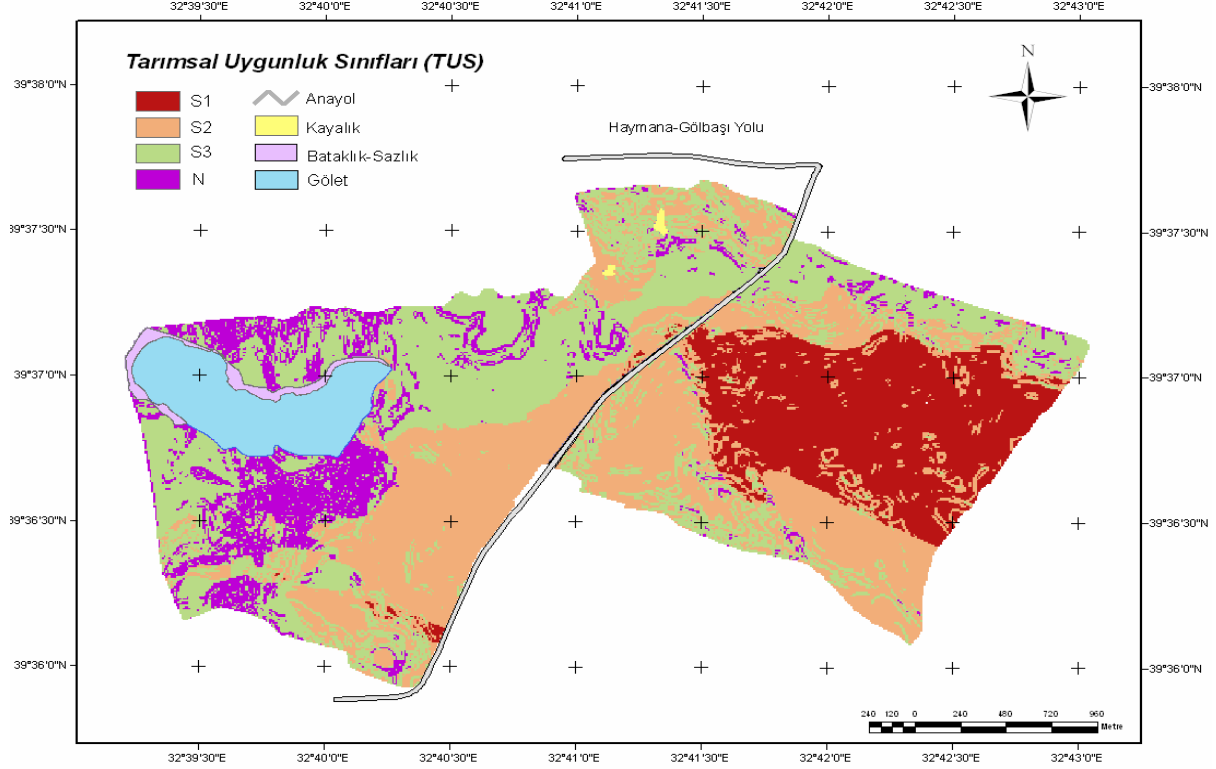 32°39'30"E 32°40'0"E 32°40'30"E 32°41'0"E 32°41'30"E 32°42'0"E 32°42'30"E 32°43'0"E
Tarımsal Uygunluk Sınıfları (TUS)
N
39°38'0"N 39°38'0"N
S1 Anayol
S2 Kayalık
S3 Bataklık-Sazlık
N Gölet
Haymana-Gölbaşı Yolu
39°37'30"N 39°37'30"N
39°37'0"N 39°37'0"N
39°36'30"N 39°36'30"N
39°36'0"N 39°36'0"N
240 120 0 240 480 720 960
Metre
32°39'30"E 32°40'0"E 32°40'30"E 32°41'0"E 32°41'30"E 32°42'0"E 32°42'30"E 32°43'0"E